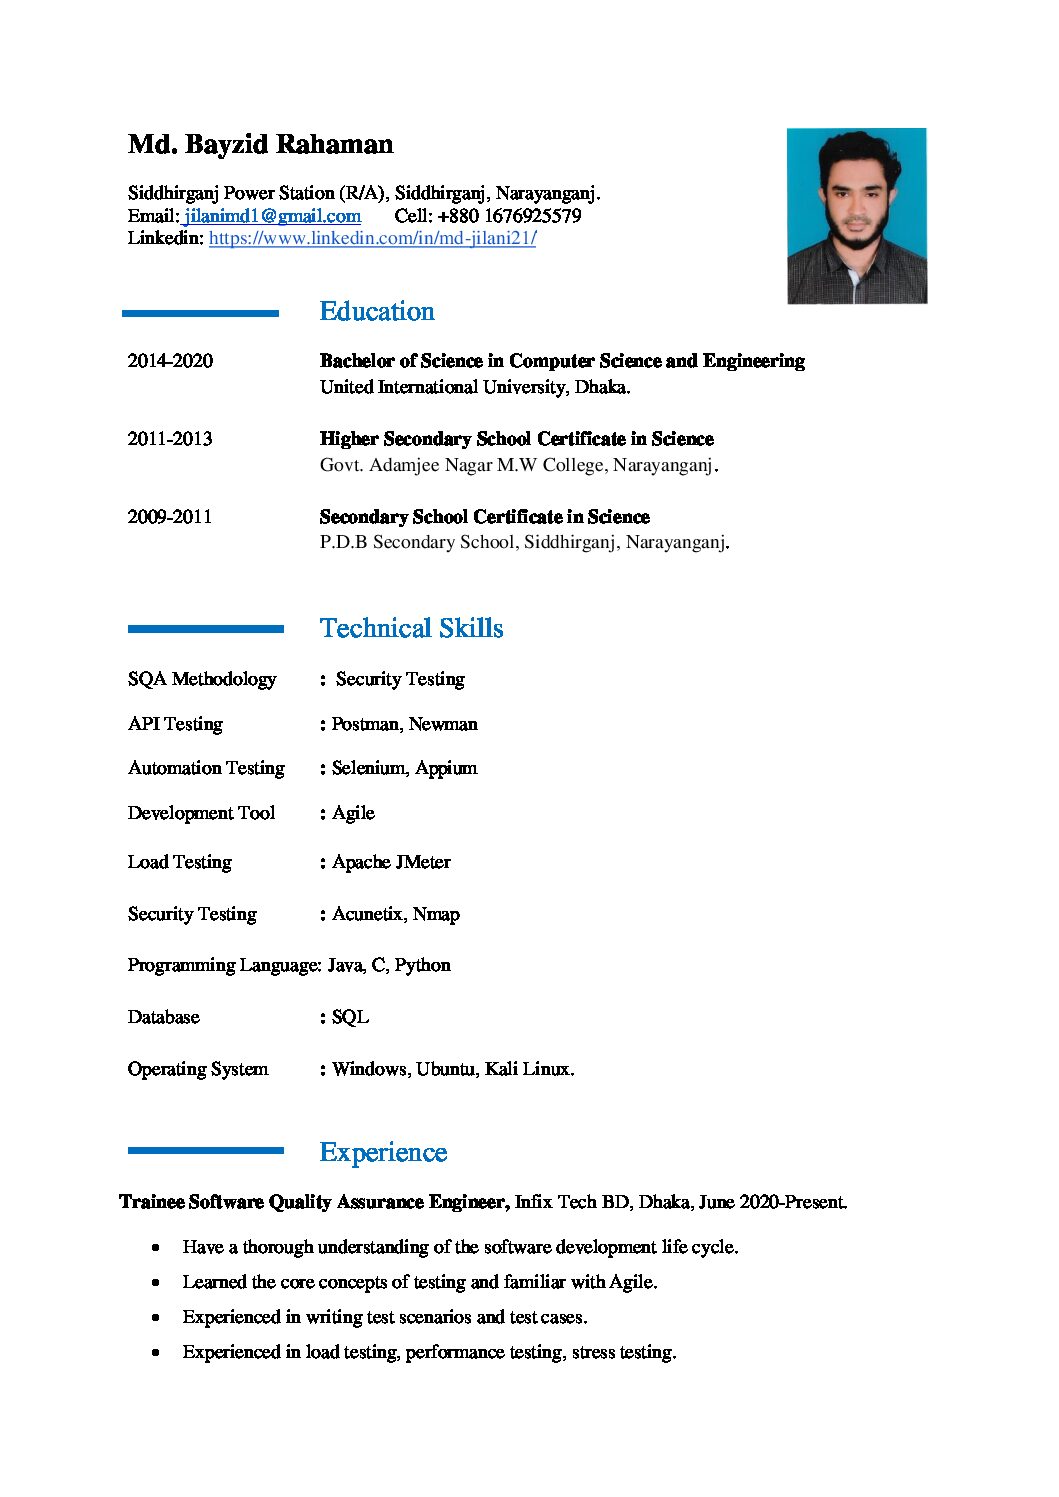 Md. Bayzid Rahaman
Siddhirganj Power Station (R/A), Siddhirganj, Narayanganj.
Email: jilanimd1@gmail.com Cell: +880 1676925579
Linkedin: https://www.linkedin.com/in/md-jilani21/
Education
2014-2020 Bachelor of Science in Computer Science and Engineering
United International University, Dhaka.
2011-2013 Higher Secondary School Certificate in Science
Govt. Adamjee Nagar M.W College, Narayanganj.
2009-2011 Secondary School Certificate in Science
P.D.B Secondary School, Siddhirganj, Narayanganj.
Technical Skills
SQA Methodology : Security Testing
API Testing : Postman, Newman
Automation Testing : Selenium, Appium
Development Tool : Agile
Load Testing : Apache JMeter
Security Testing : Acunetix, Nmap
Programming Language: Java, C, Python
Database : SQL
Operating System : Windows, Ubuntu, Kali Linux.
Experience
Trainee Software Quality Assurance Engineer, Infix Tech BD, Dhaka, June 2020-Present.
• Have a thorough understanding of the software development life cycle.
• Learned the core concepts of testing and familiar with Agile.
• Experienced in writing test scenarios and test cases.
• Experienced in load testing, performance testing, stress testing.